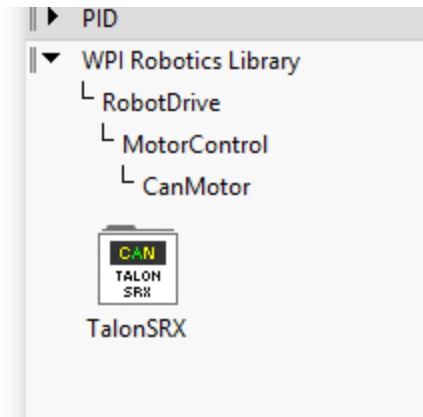 PID
WPI Robotics Library
RobotDrive
MotorControl
CanMotor
CAN
TALON
SRX
TalonSRX